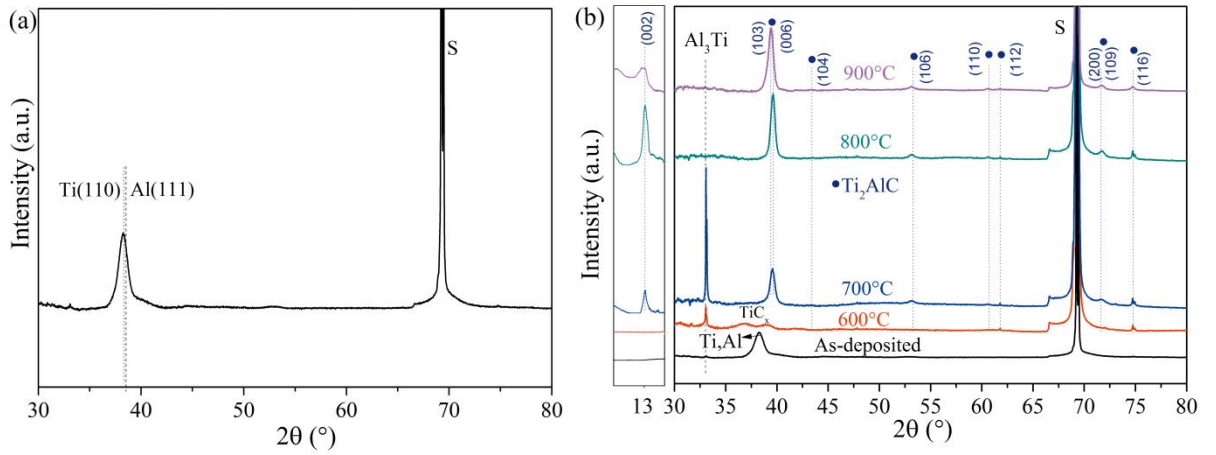 (a)
S
Ti(110)
Al(111)
Intensity (a.u.)
30
40
50
60
70
80
2θ (°)
(b)
(002)
Al3Ti
(103)
(006)
(104)
(106)
(110)
(112)
S
(200)
(109)
(116)
900°C
800°C
Ti2AlC
700°C
TiCx
600°C
Ti,Al
As-deposited
Intensity (a.u.)
13
30
35
40
45
50
55
60
65
70
75
80
2θ (°)